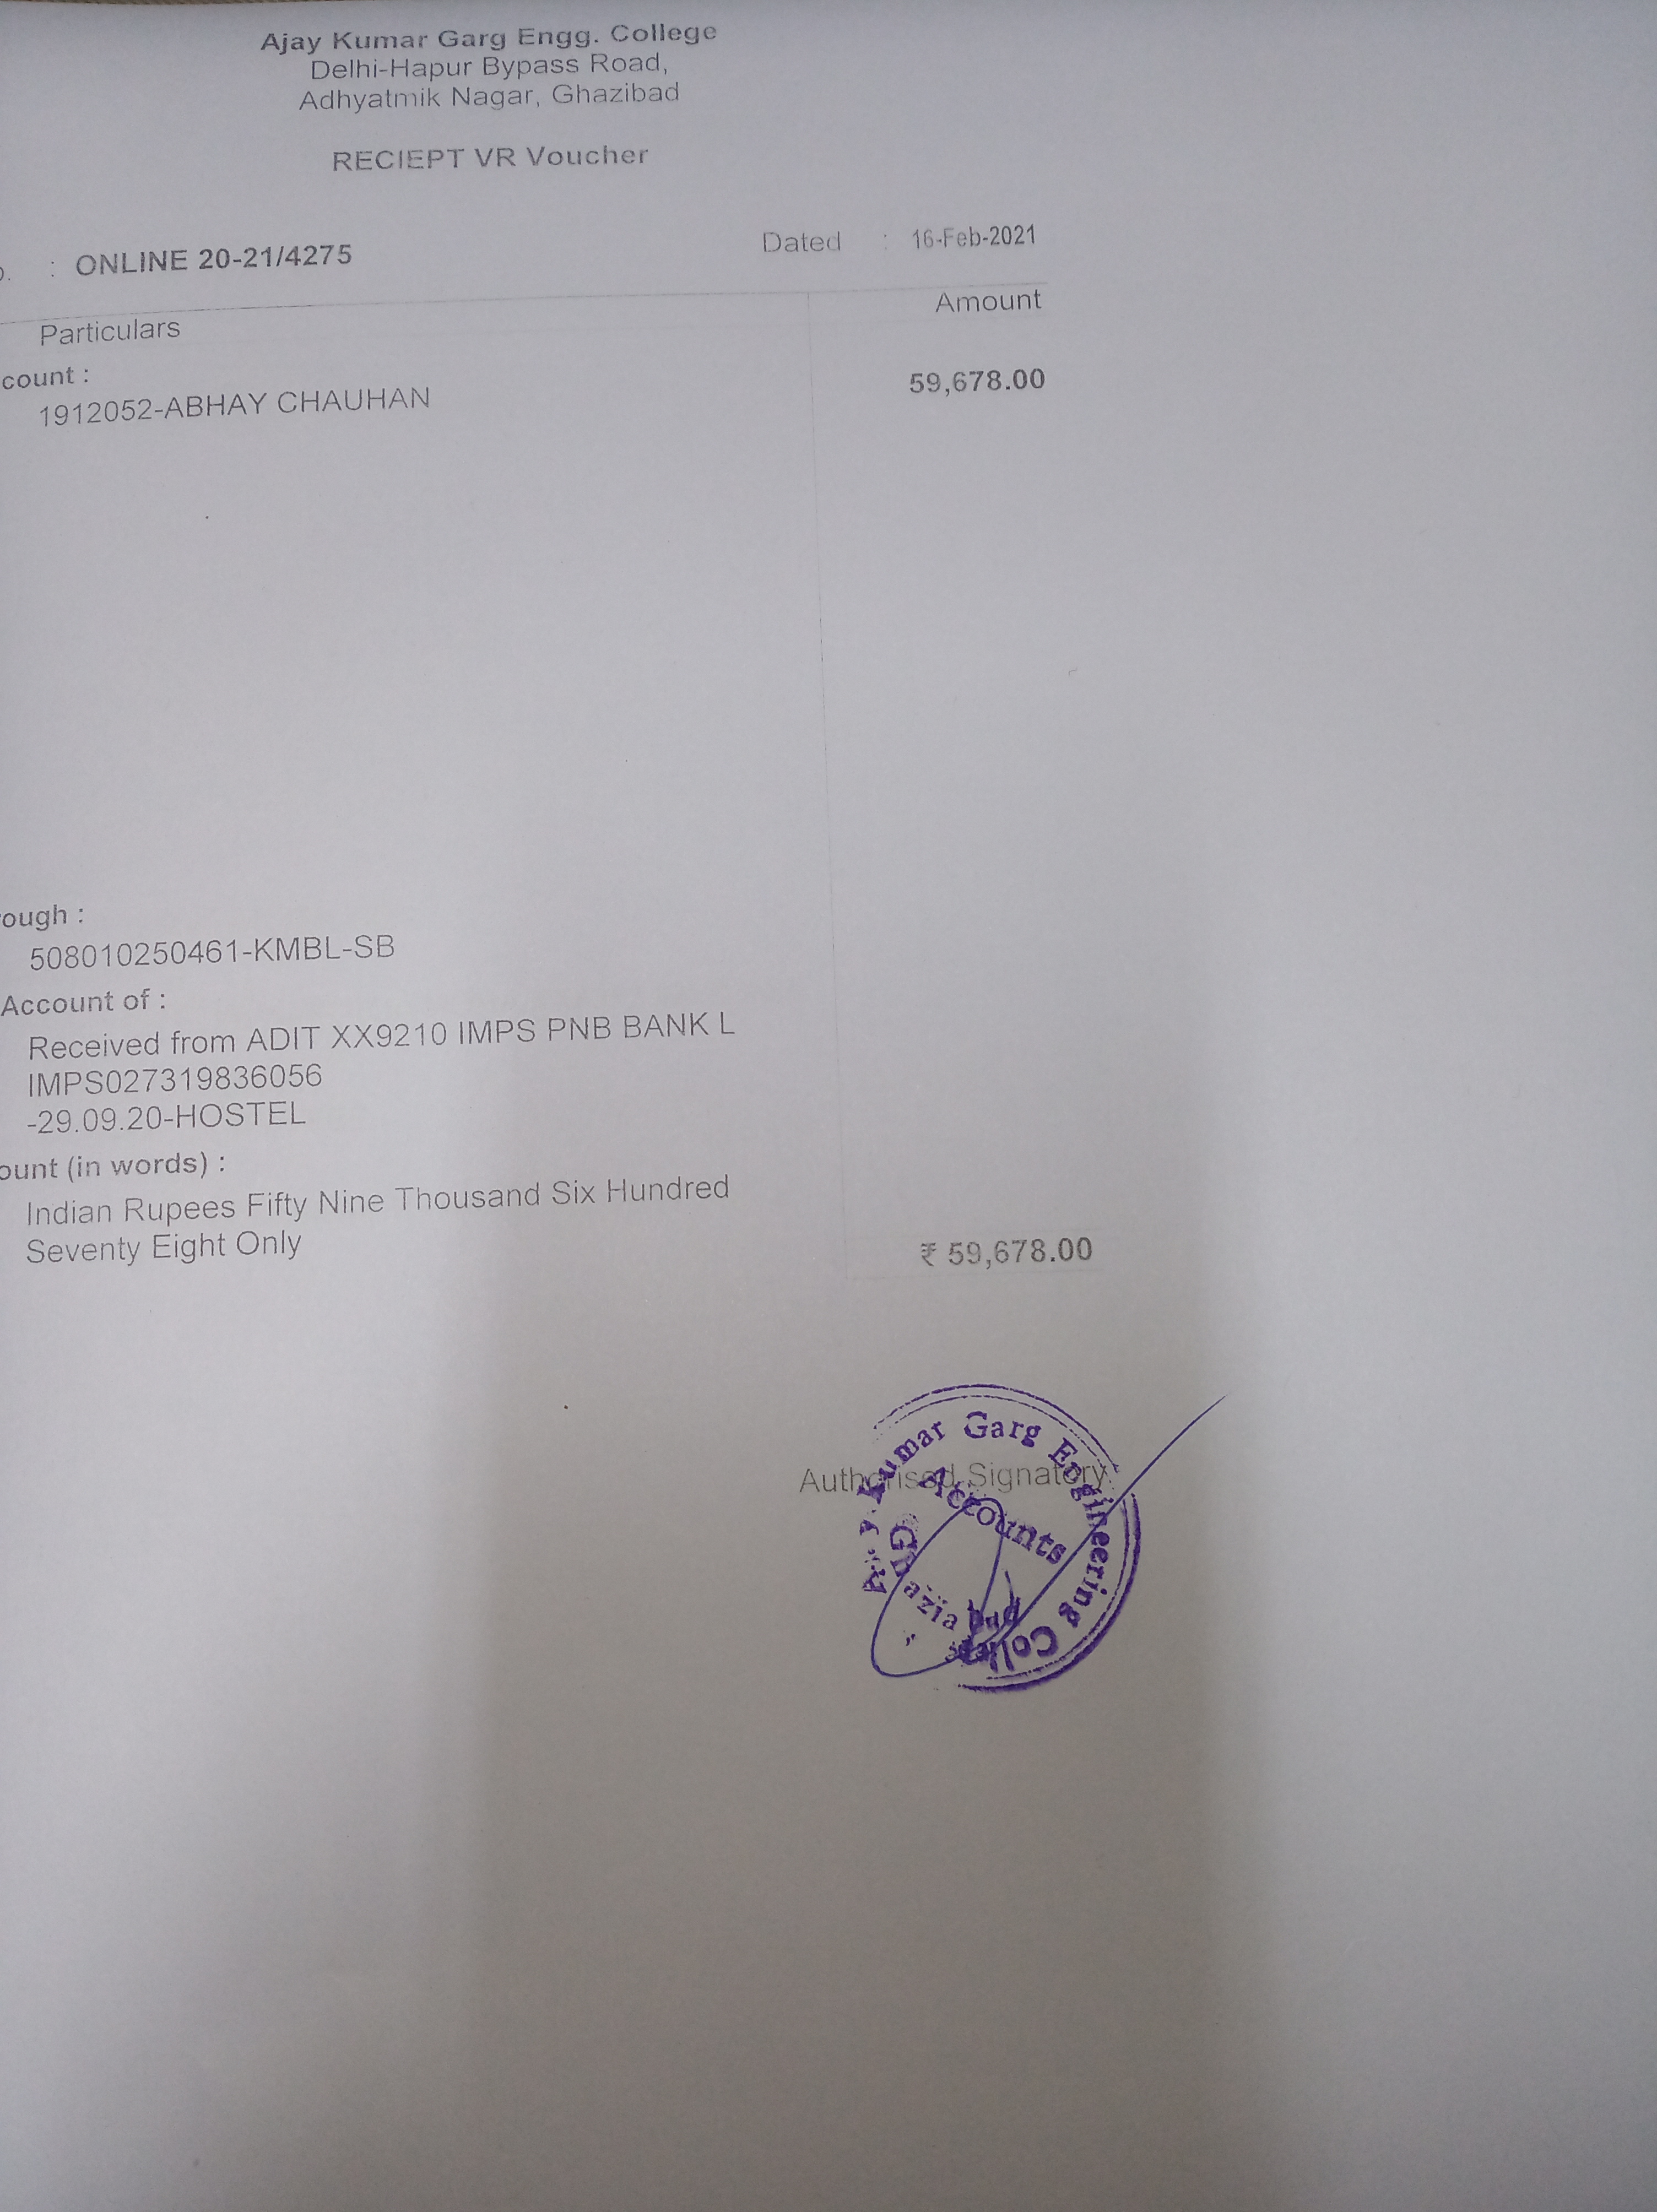 Ajay Kumar Garg Engg. College
Delhi-Hapur Bypass Road,
Adhyatmik Nagar, Ghazibad
RECIEPT VR Voucher
: ONLINE 20-21/4275
Dated : 16-Feb-2021
Particulars
Amount
count :
1912052-ABHAY CHAUHAN
59,678.00
ough :
508010250461-KMBL-SB
Account of :
Received from ADIT XX9210 IMPS PNB BANK L
IMPS027319836056
-29.09.20-HOSTEL
ount (in words) :
Indian Rupees Fifty Nine Thousand Six Hundred
Seventy Eight Only
₹ 59,678.00
Authorised Signatory
Kumar Garg Engineering
Accounts